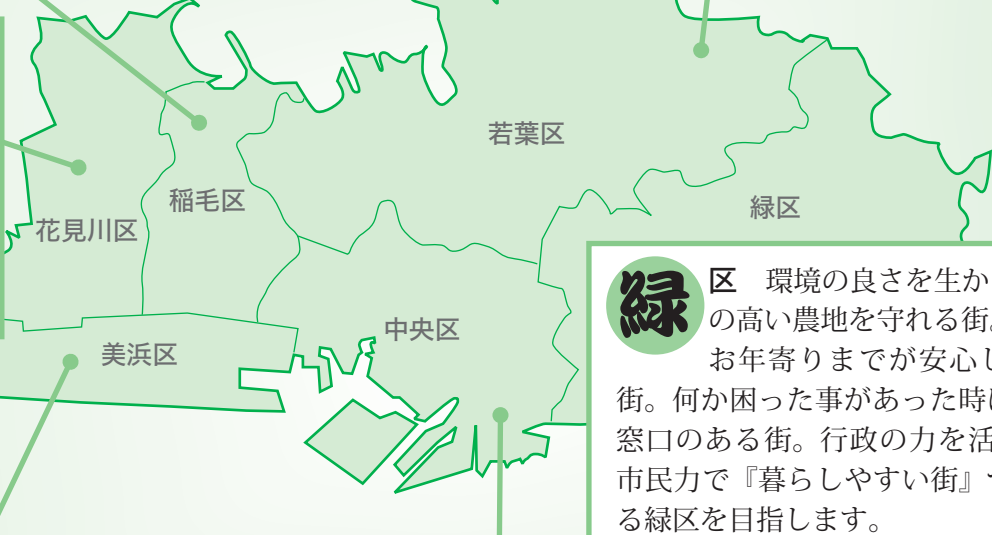 若葉区
稲毛区
緑区
花見川区
中央区
美浜区
緑区　環境の良さを生か
の高い農地を守れる街。
お年寄りまでが安心し
街。何か困った事があった時に
窓口のある街。行政の力を活
市民力で『暮らしやすい街』
る緑区を目指します。